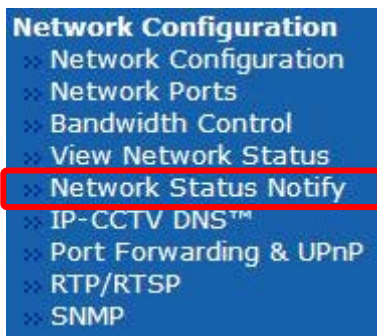 Network Configuration
» Network Configuration
» Network Ports
» Bandwidth Control
» View Network Status
» Network Status Notify
» IP-CCTV DNS™
» Port Forwarding & UPnP
» RTP/RTSP
» SNMP